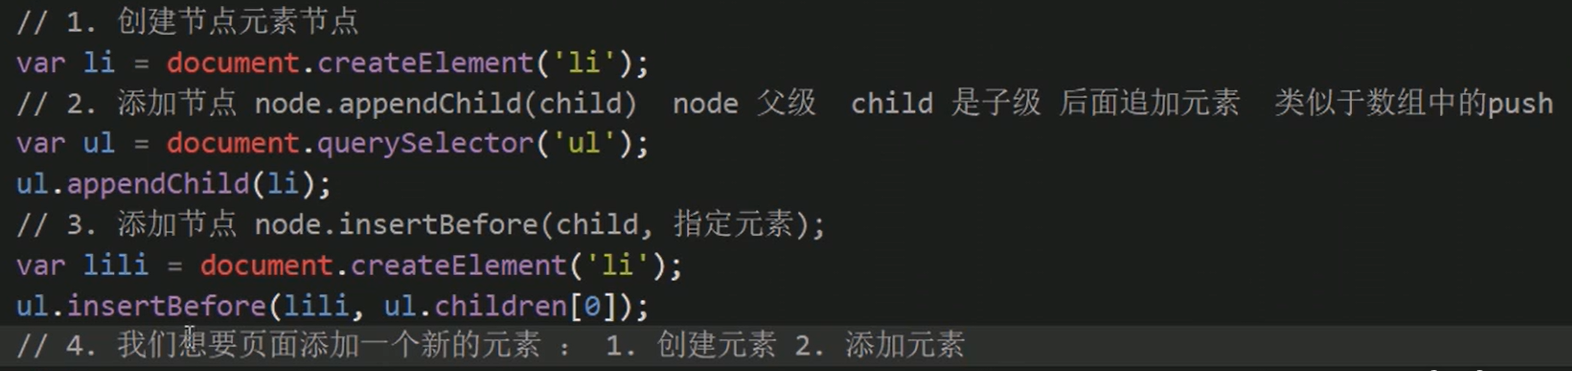 // 1. 创建节点元素节点
var li = document.createElement('li');
// 2. 添加节点 node.appendChild(child)  node 父级  child 是子级 后面追加元素  类似于数组中的push
var ul = document.querySelector('ul');
ul.appendChild(li);
// 3. 添加节点 node.insertBefore(child, 指定元素);
var lili = document.createElement('li');
ul.insertBefore(lili, ul.children[0]);
// 4. 我们想要页面添加一个新的元素 ： 1. 创建元素 2. 添加元素